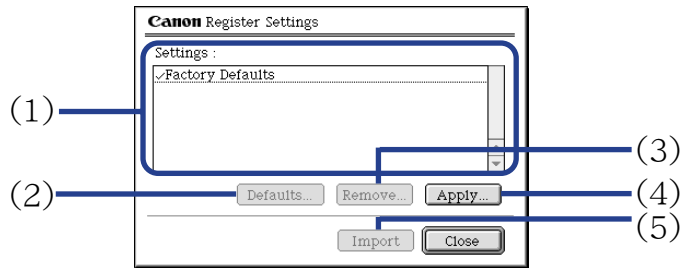 Canon Register Settings
Settings :
✓Factory Defaults
(1)
(3)
(2)
Defaults... Remove... Apply...
(4)
(5)
Import Close